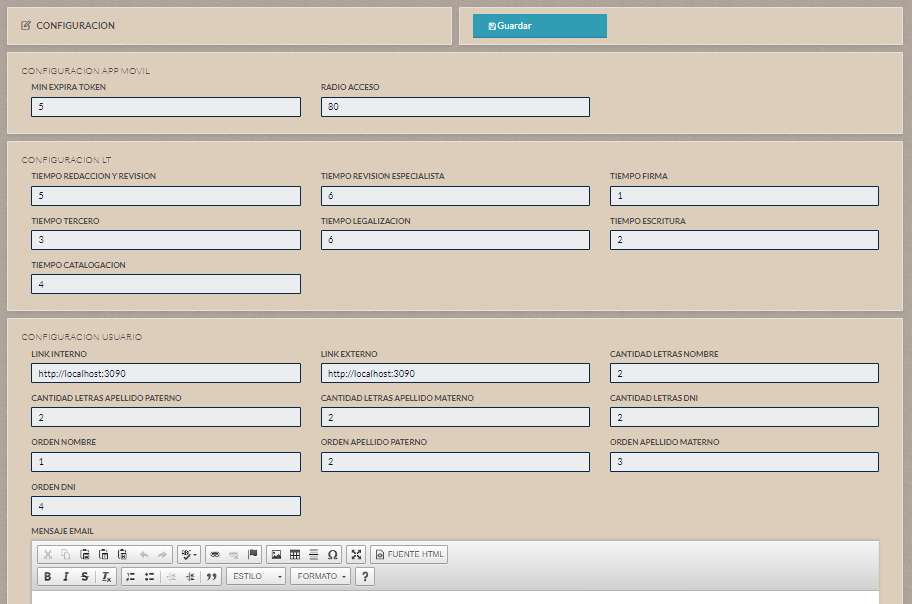 CONFIGURACION
Guardar
CONFIGURACION APP MOVIL
MIN EXPIRA TOKEN RADIO ACCESO
5 80
CONFIGURACION LT
TIEMPO REDACCION Y REVISION TIEMPO REVISION ESPECIALISTA TIEMPO FIRMA
5 6 1
TIEMPO TERCERO TIEMPO LEGALIZACION TIEMPO ESCRITURA
3 6 2
TIEMPO CATALOGACION
4
CONFIGURACION USUARIO
LINK INTERNO LINK EXTERNO CANTIDAD LETRAS NOMBRE
http://localhost:3090 http://localhost:3090 2
CANTIDAD LETRAS APELLIDO PATERNO CANTIDAD LETRAS APELLIDO MATERNO CANTIDAD LETRAS DNI
2 2 2
ORDEN NOMBRE ORDEN APELLIDO PATERNO ORDEN APELLIDO MATERNO
1 2 3
ORDEN DNI
4
MENSAJE EMAIL
Ω FUENTE HTML
B I S Ix ESTILO FORMATO ?